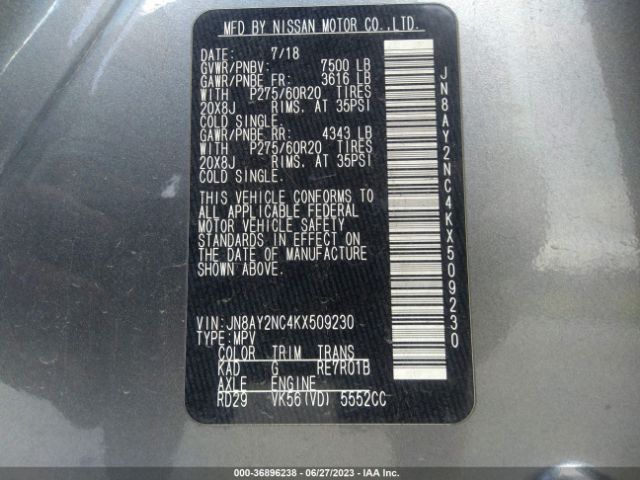 MFD BY NISSAN MOTOR CO.,LTD.
DATE: 7/18
GVWR/PNBV: 7500 LB
GAWR/PNBE FR: 3616 LB
WITH P275/60R20 TIRES
20X8J RIMS. AT 35PSI
COLD SINGLE.
GAWR/PNBE RR: 4343 LB
WITH P275/60R20 TIRES
20X8J RIMS. AT 35PSI
COLD SINGLE.
THIS VEHICLE CONFORMS TO
ALL APPLICABLE FEDERAL
MOTOR VEHICLE SAFETY
STANDARDS IN EFFECT ON
THE DATE OF MANUFACTURE
SHOWN ABOVE.
VIN:JN8AY2NC4KX509230
TYPE:MPV
COLOR TRIM TRANS
KAD G RE7R01B
AXLE ENGINE
RD29 VK56(VD) 5552CC
JN8AY2NC4KX509230
000-36896238 - 06/27/2023 - IAA Inc.